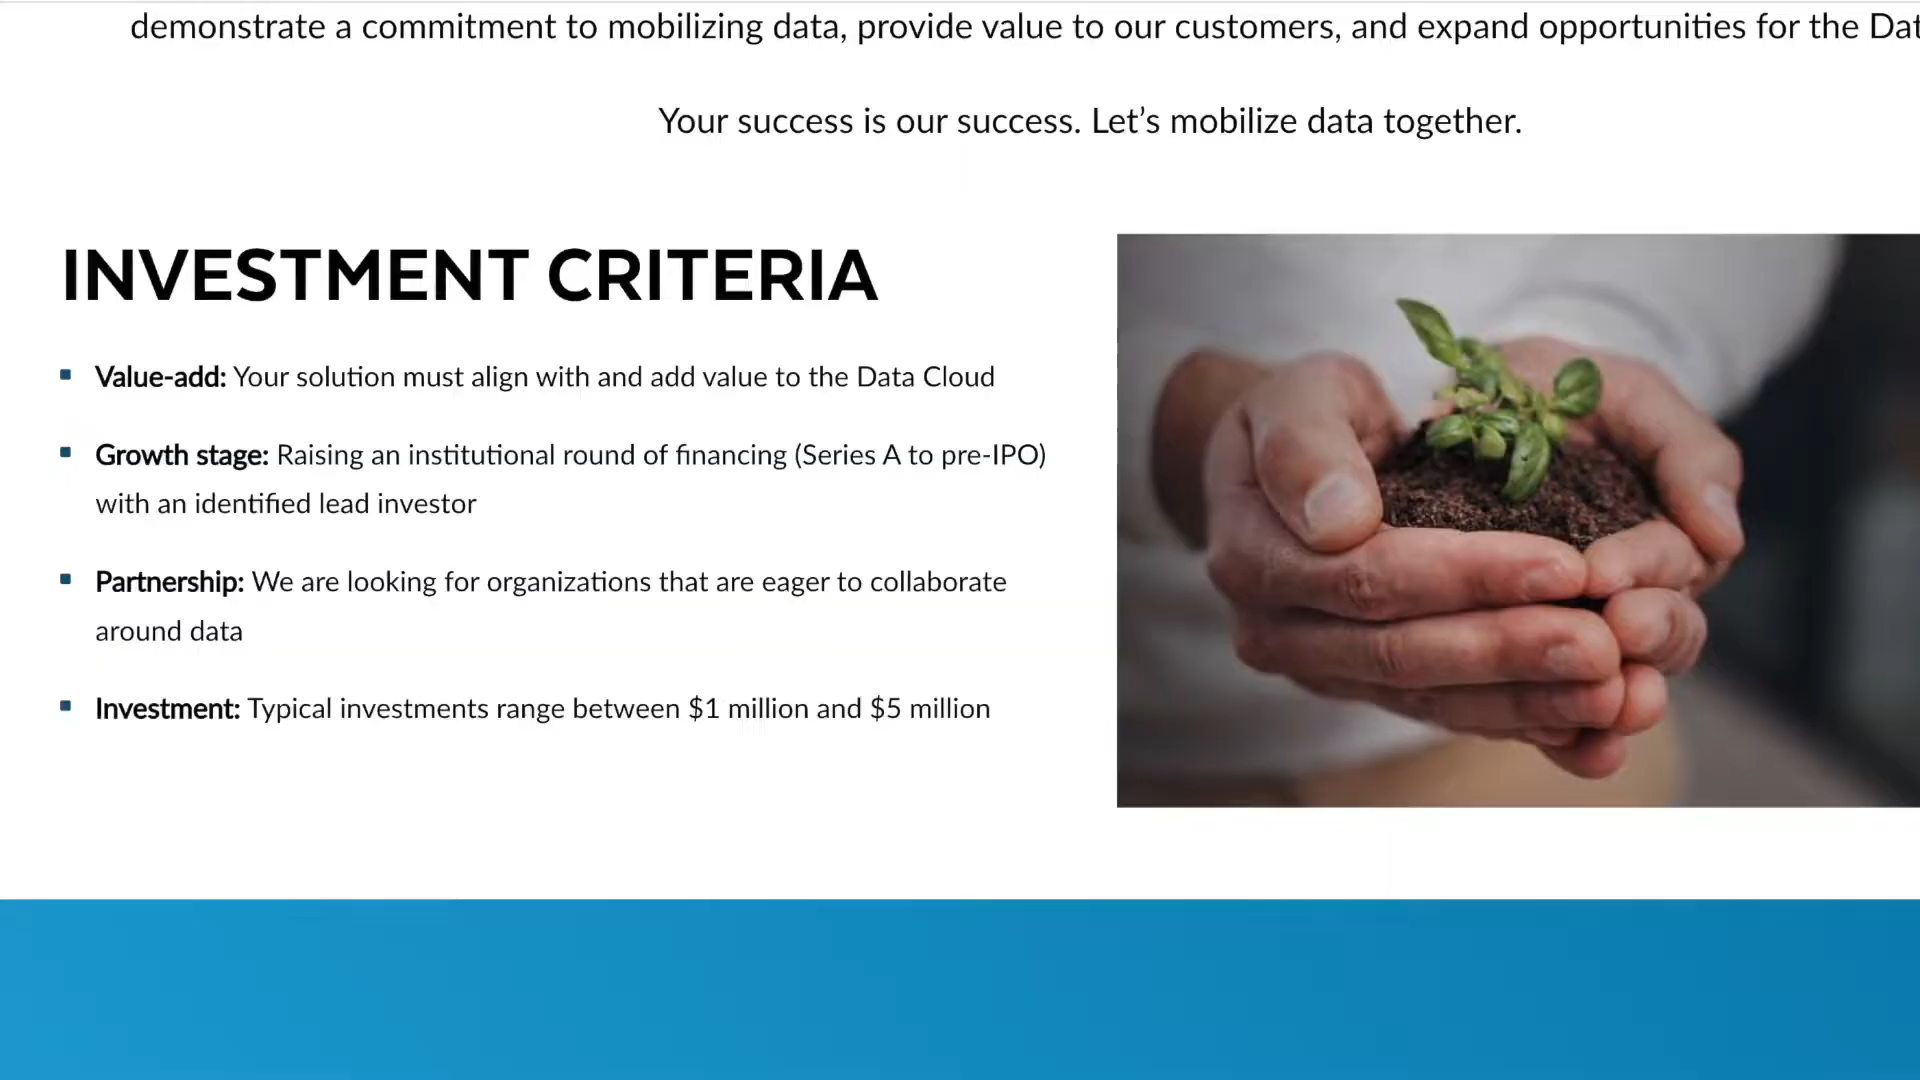 demonstrate a commitment to mobilizing data, provide value to our customers, and expand opportunities for the
Your success is our success. Let’s mobilize data together.
INVESTMENT CRITERIA
Value-add: Your solution must align with and add value to the Data Cloud
Growth stage: Raising an institutional round of financing (Series A to pre-IPO)
with an identified lead investor
Partnership: We are looking for organizations that are eager to collaborate
around data
Investment: Typical investments range between $1 million and $5 million